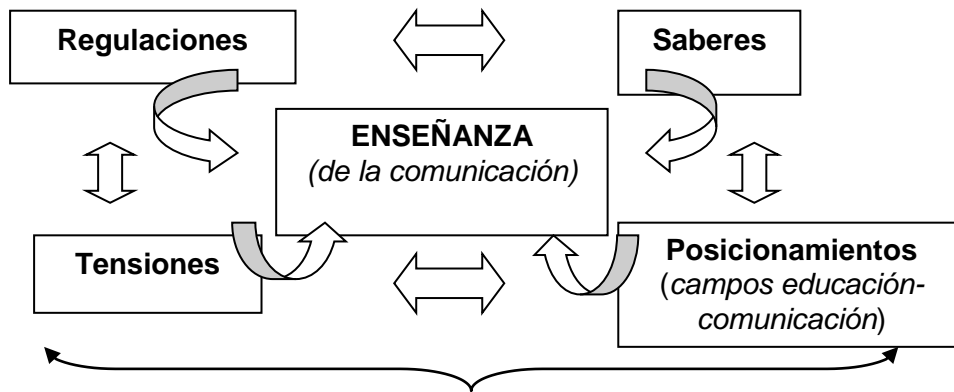 Regulaciones
Saberes
ENSEÑANZA
(de la comunicación)
Tensiones
Posicionamientos
(campos educación-
comunicación)